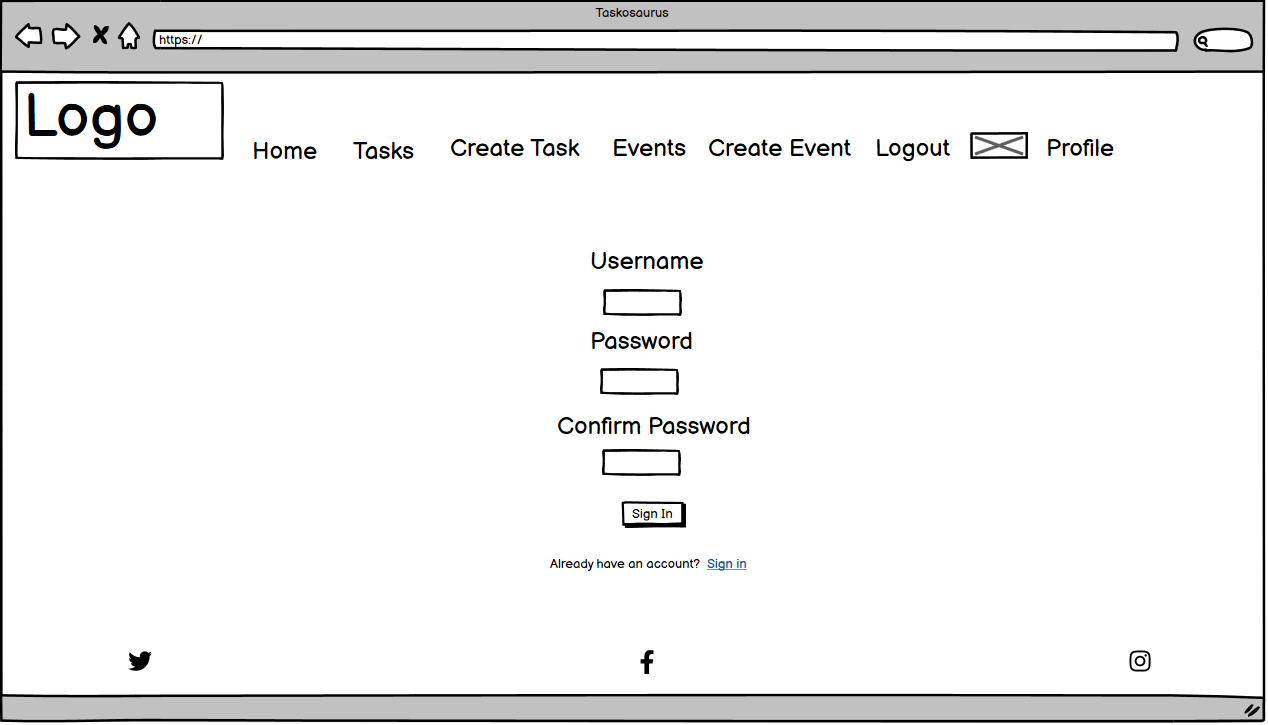 Taskosaurus
https://
Logo
Home Tasks Create Task Events Create Event Logout Profile
Username
Password
Confirm Password
Sign In
Already have an account? Sign in